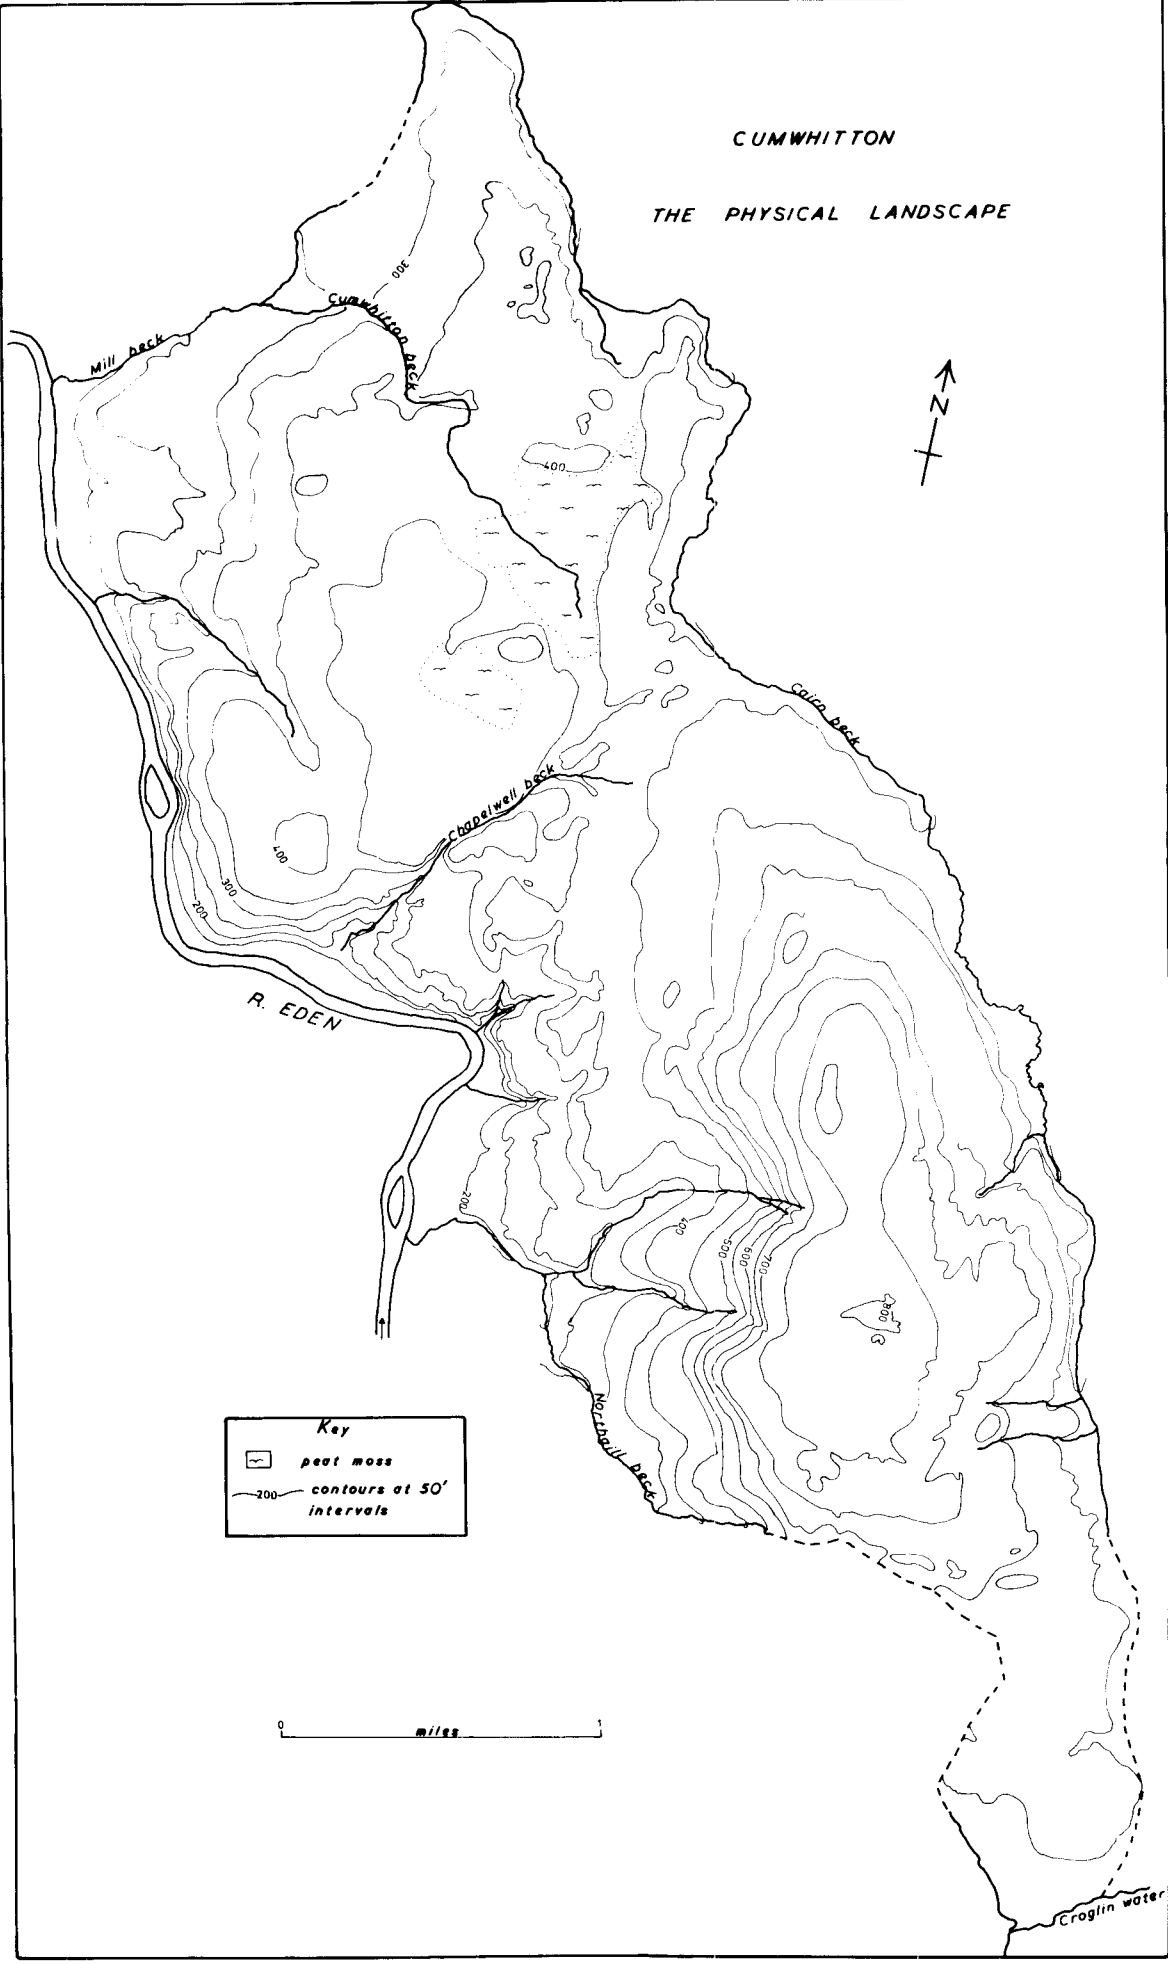 CUMWHITTON
THE PHYSICAL LANDSCAPE
300
Cumwhitton beck
Mill beck
N
400
Cairn beck
Chapelwell beck
400
300
200
R. EDEN
200
400
500
600
700
800
Northgill beck
Key
peat moss
200 contours at 50'
intervals
0 miles 1
Croglin water